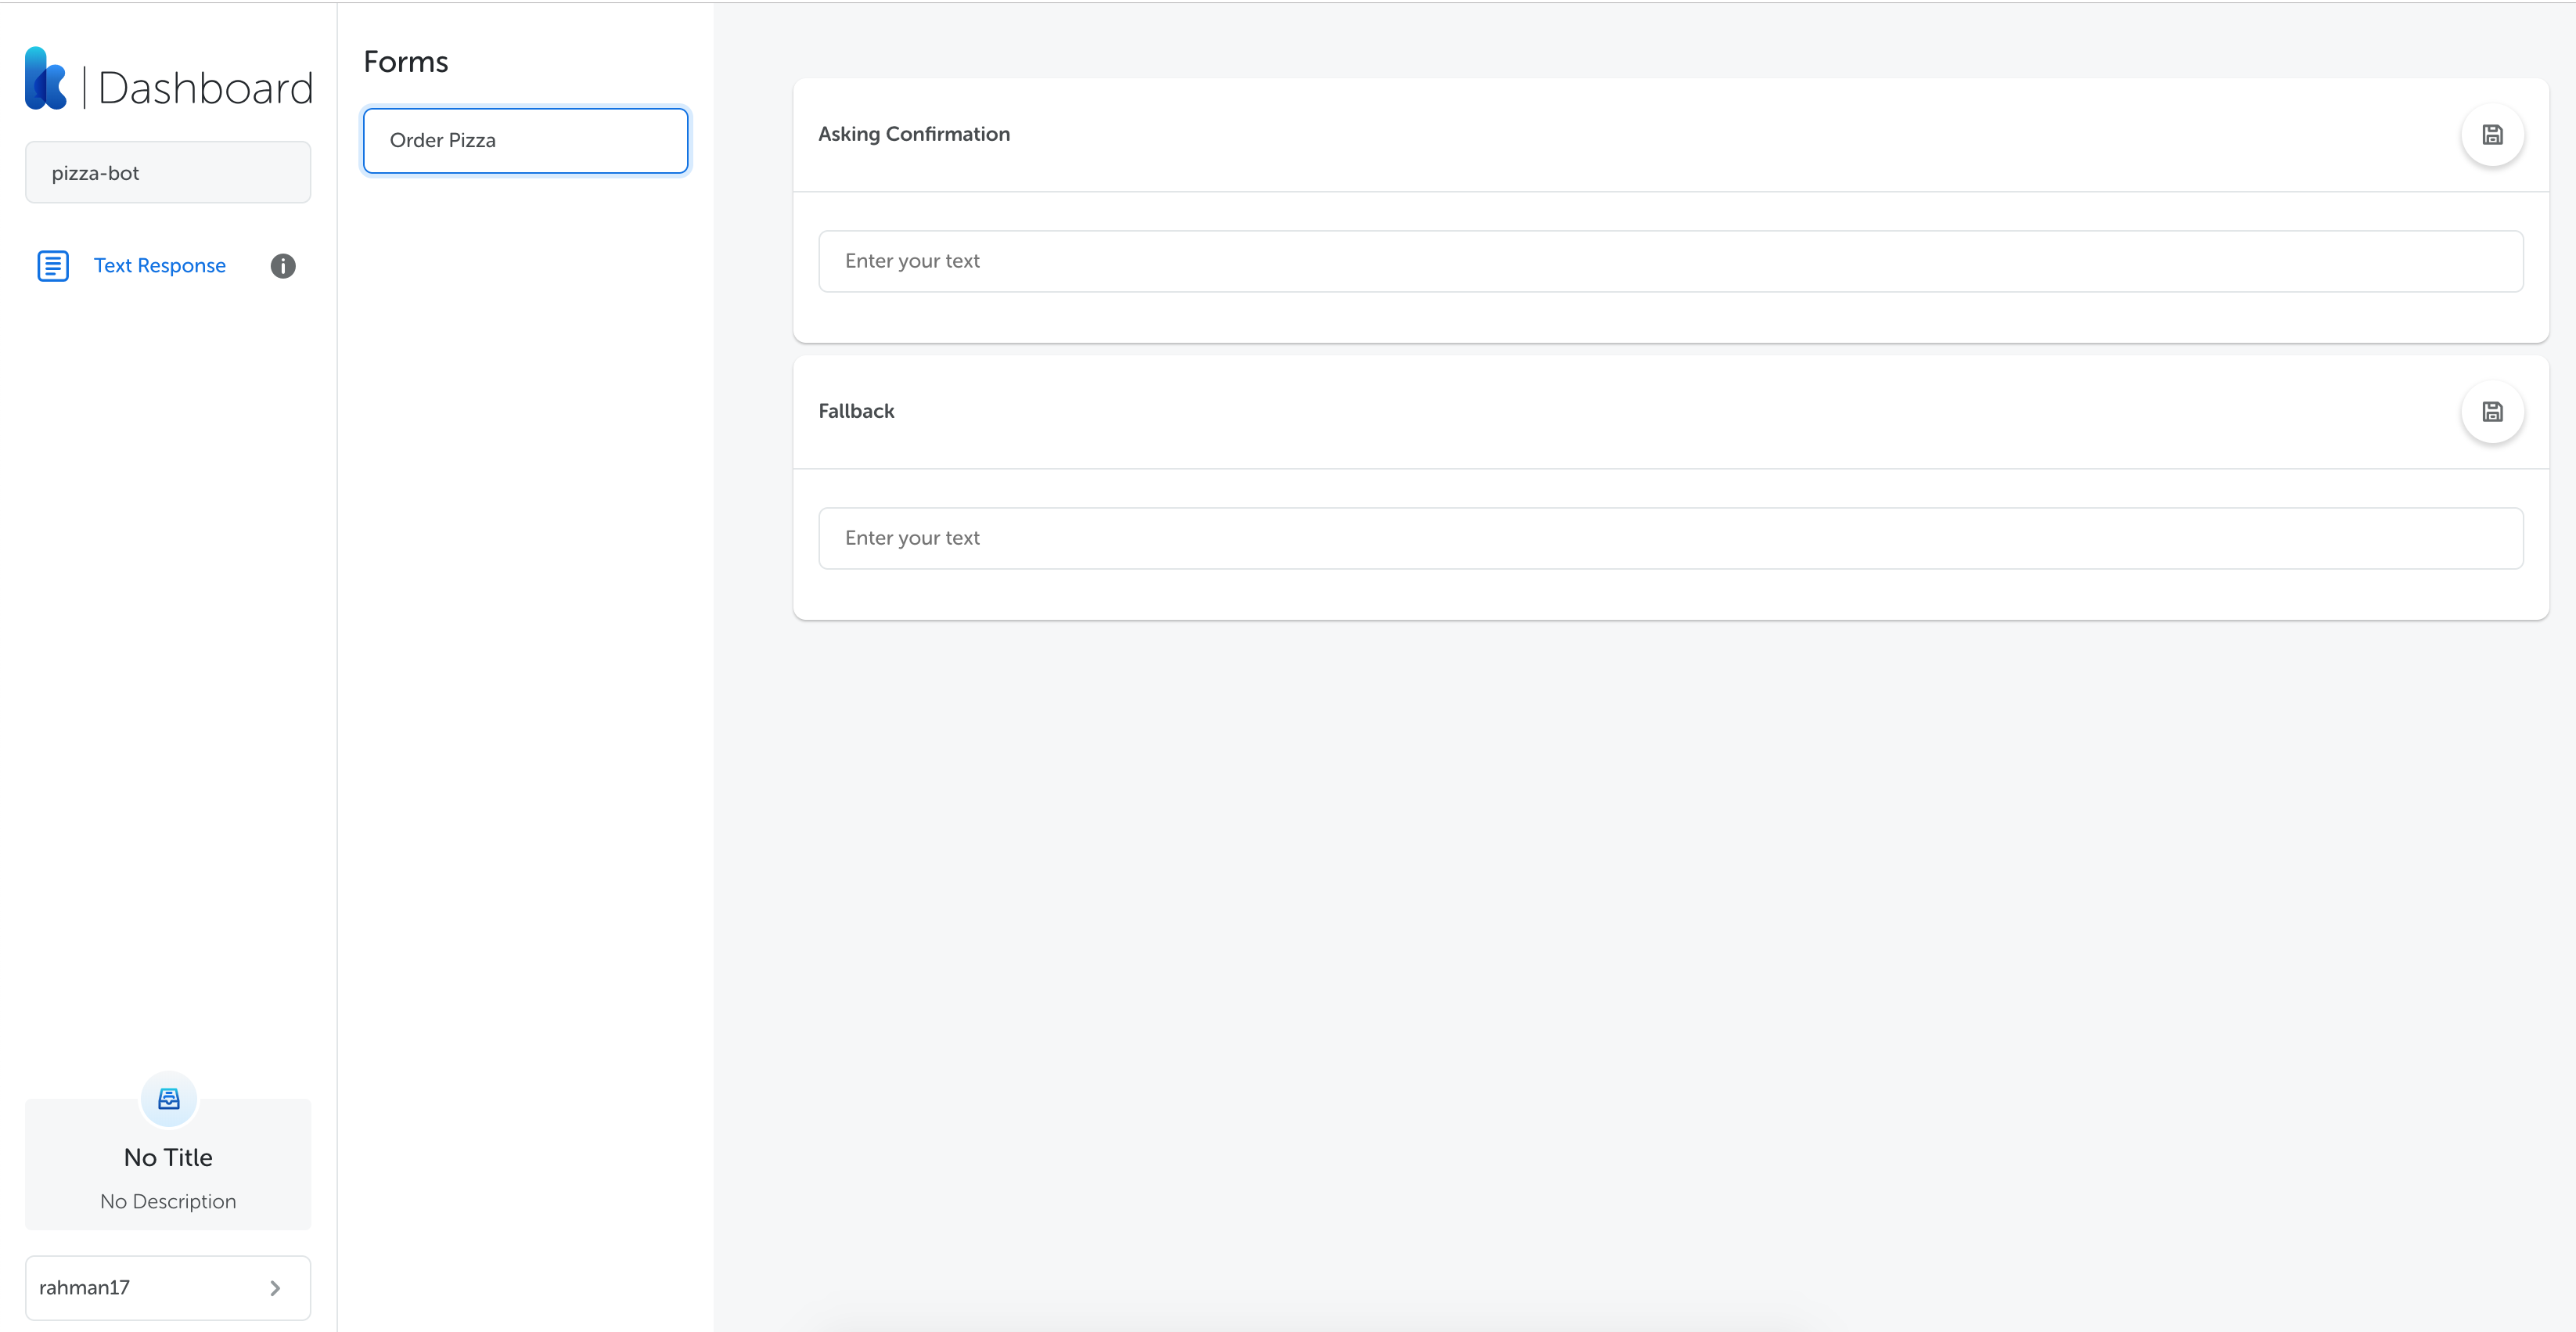 | Dashboard
pizza-bot
Text Response
No Title
No Description
rahman17
Forms
Order Pizza
Asking Confirmation
Enter your text
Fallback
Enter your text